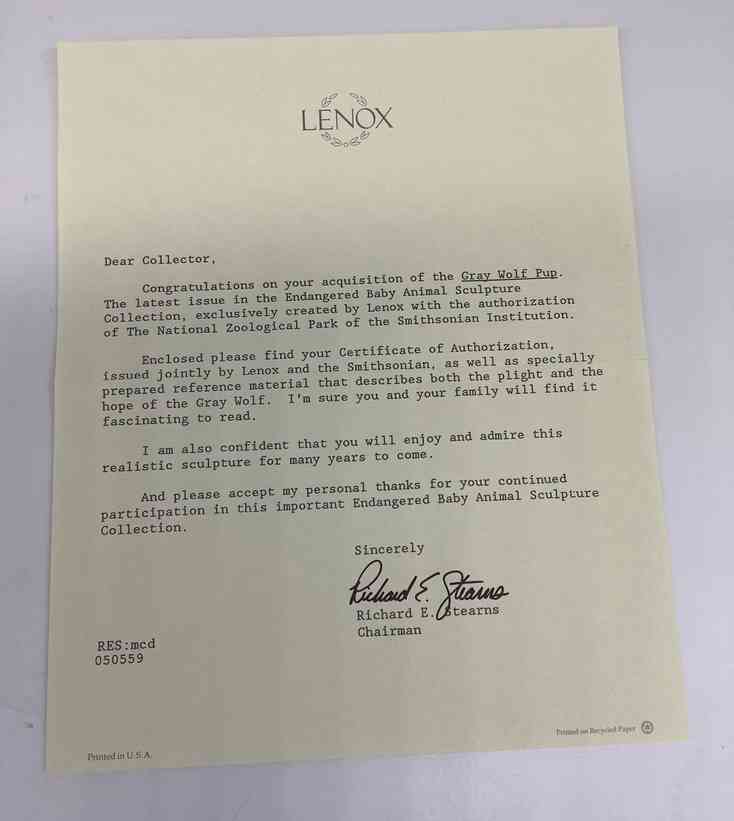 LENOX
Dear Collector,
Congratulations on your acquisition of the Gray Wolf Pup.
The latest issue in the Endangered Baby Animal Sculpture
Collection, exclusively created by Lenox with the authorization
of The National Zoological Park of the Smithsonian Institution.
Enclosed please find your Certificate of Authorization,
issued jointly by Lenox and the Smithsonian, as well as specially
prepared reference material that describes both the plight and the
hope of the Gray Wolf. I'm sure you and your family will find it
fascinating to read.
I am also confident that you will enjoy and admire this
realistic sculpture for many years to come.
And please accept my personal thanks for your continued
participation in this important Endangered Baby Animal Sculpture
Collection.
Sincerely
Richard E. Stearns
Richard E. Stearns
Chairman
RES:mcd
050559
Printed on Recycled Paper
Printed in U.S.A.